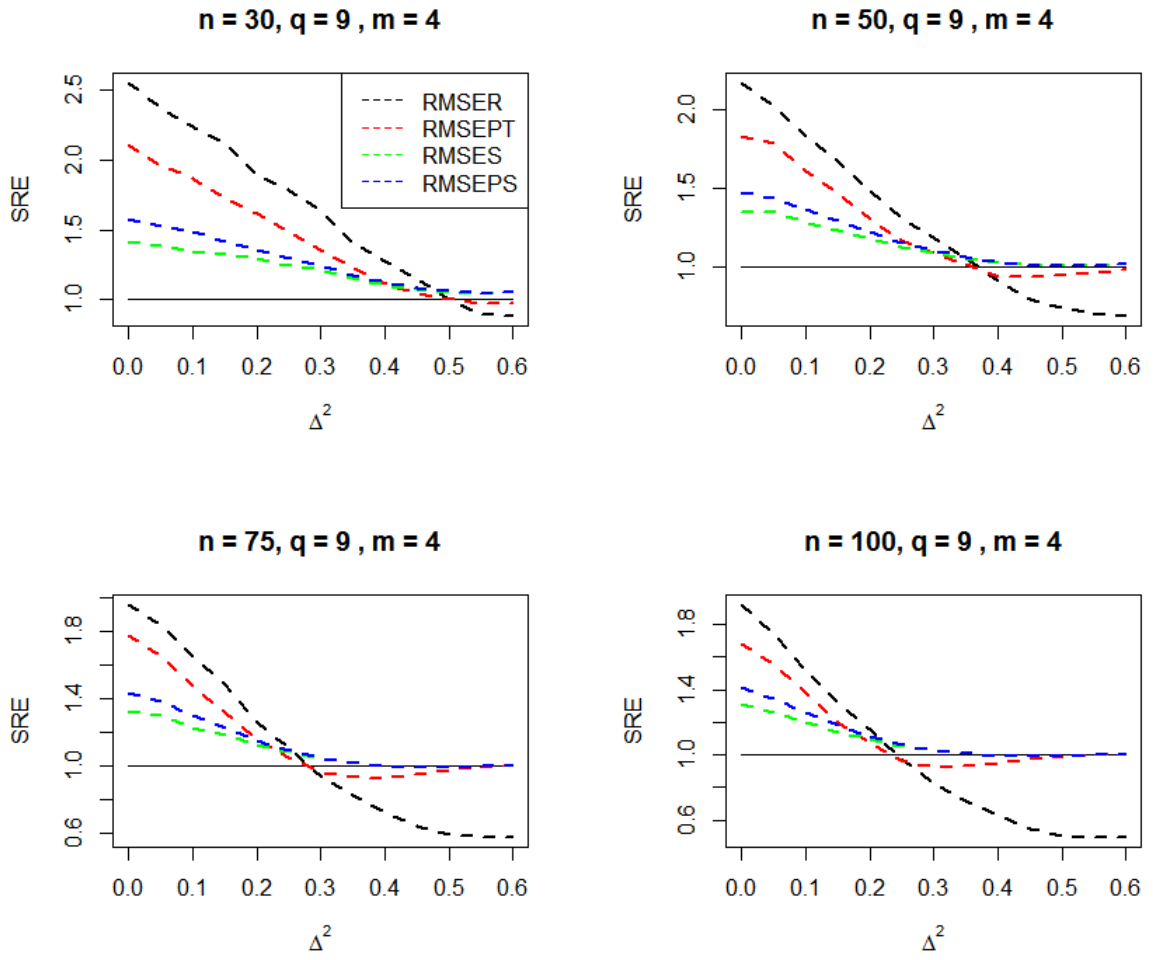 n = 30, q = 9 , m = 4
SRE
1.0 1.5 2.0 2.5
0.0 0.1 0.2 0.3 0.4 0.5 0.6
Δ²
RMSER
RMSEPT
RMSES
RMSEPS
n = 50, q = 9 , m = 4
SRE
1.0 1.5 2.0
0.0 0.1 0.2 0.3 0.4 0.5 0.6
Δ²
n = 75, q = 9 , m = 4
SRE
0.6 1.0 1.4 1.8
0.0 0.1 0.2 0.3 0.4 0.5 0.6
Δ²
n = 100, q = 9 , m = 4
SRE
0.6 1.0 1.4 1.8
0.0 0.1 0.2 0.3 0.4 0.5 0.6
Δ²